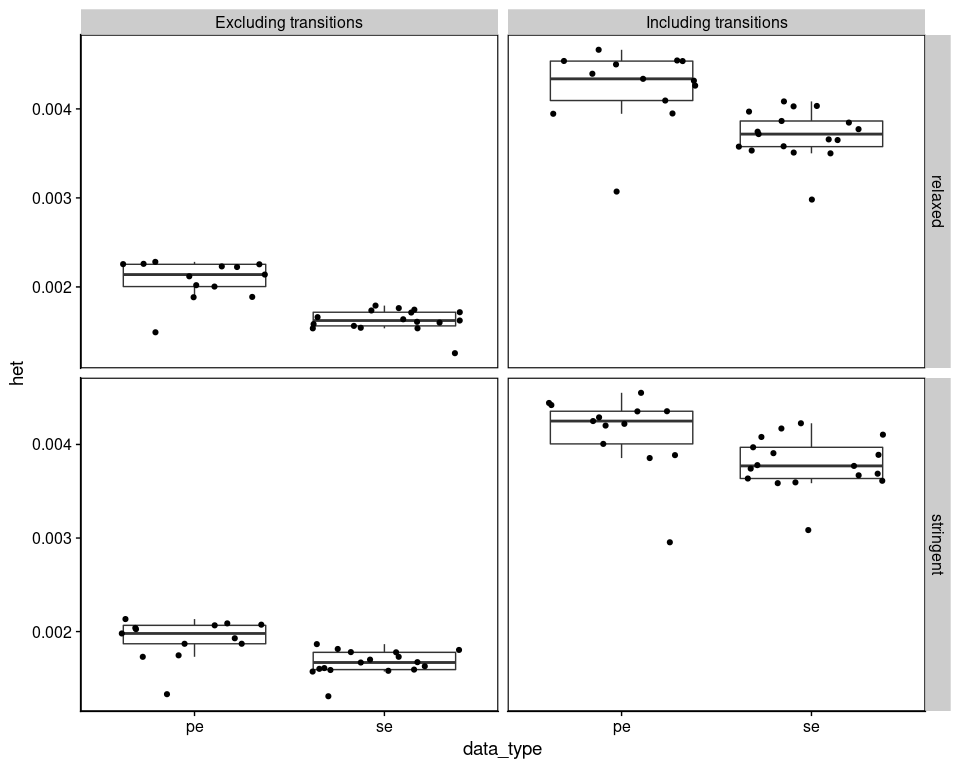 Excluding transitions
Including transitions
0.004
0.003
0.002
relaxed
het
0.004
0.003
0.002
stringent
pe
se
pe
se
data_type